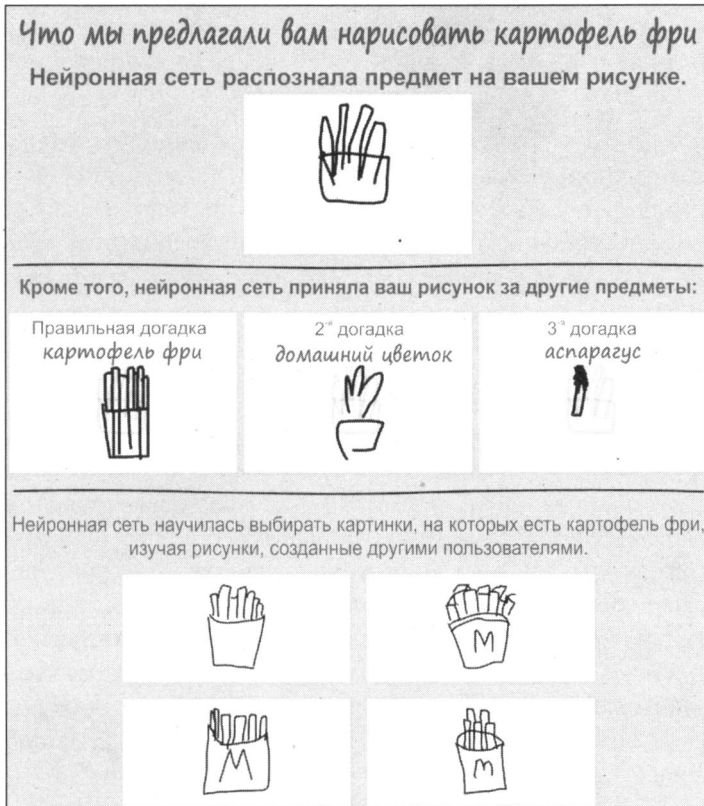 Что мы предлагали вам нарисовать картофель фри
Нейронная сеть распознала предмет на вашем рисунке.
Кроме того, нейронная сеть приняла ваш рисунок за другие предметы:
Правильная догадка
картофель фри
2-я догадка
домашний цветок
3-я догадка
аспарагус
Нейронная сеть научилась выбирать картинки, на которых есть картофель фри,
изучая рисунки, созданные другими пользователями.
M
M
m